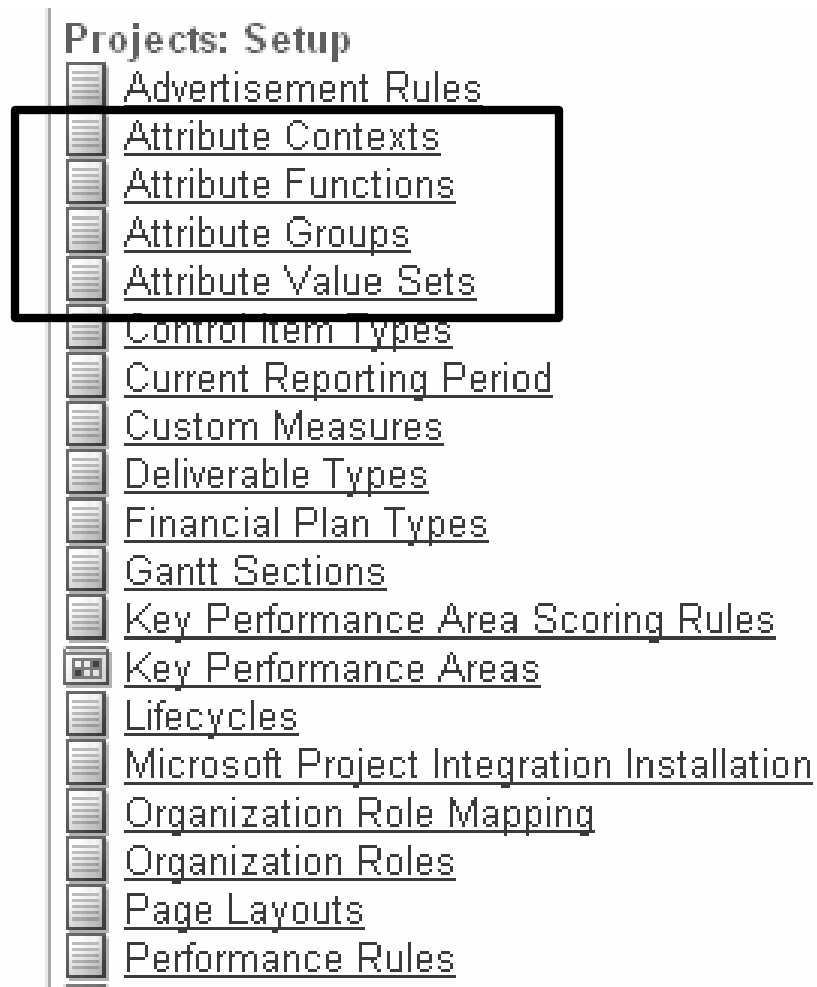 Projects: Setup
Advertisement Rules
Attribute Contexts
Attribute Functions
Attribute Groups
Attribute Value Sets
Control Item Types
Current Reporting Period
Custom Measures
Deliverable Types
Financial Plan Types
Gantt Sections
Key Performance Area Scoring Rules
Key Performance Areas
Lifecycles
Microsoft Project Integration Installation
Organization Role Mapping
Organization Roles
Page Layouts
Performance Rules